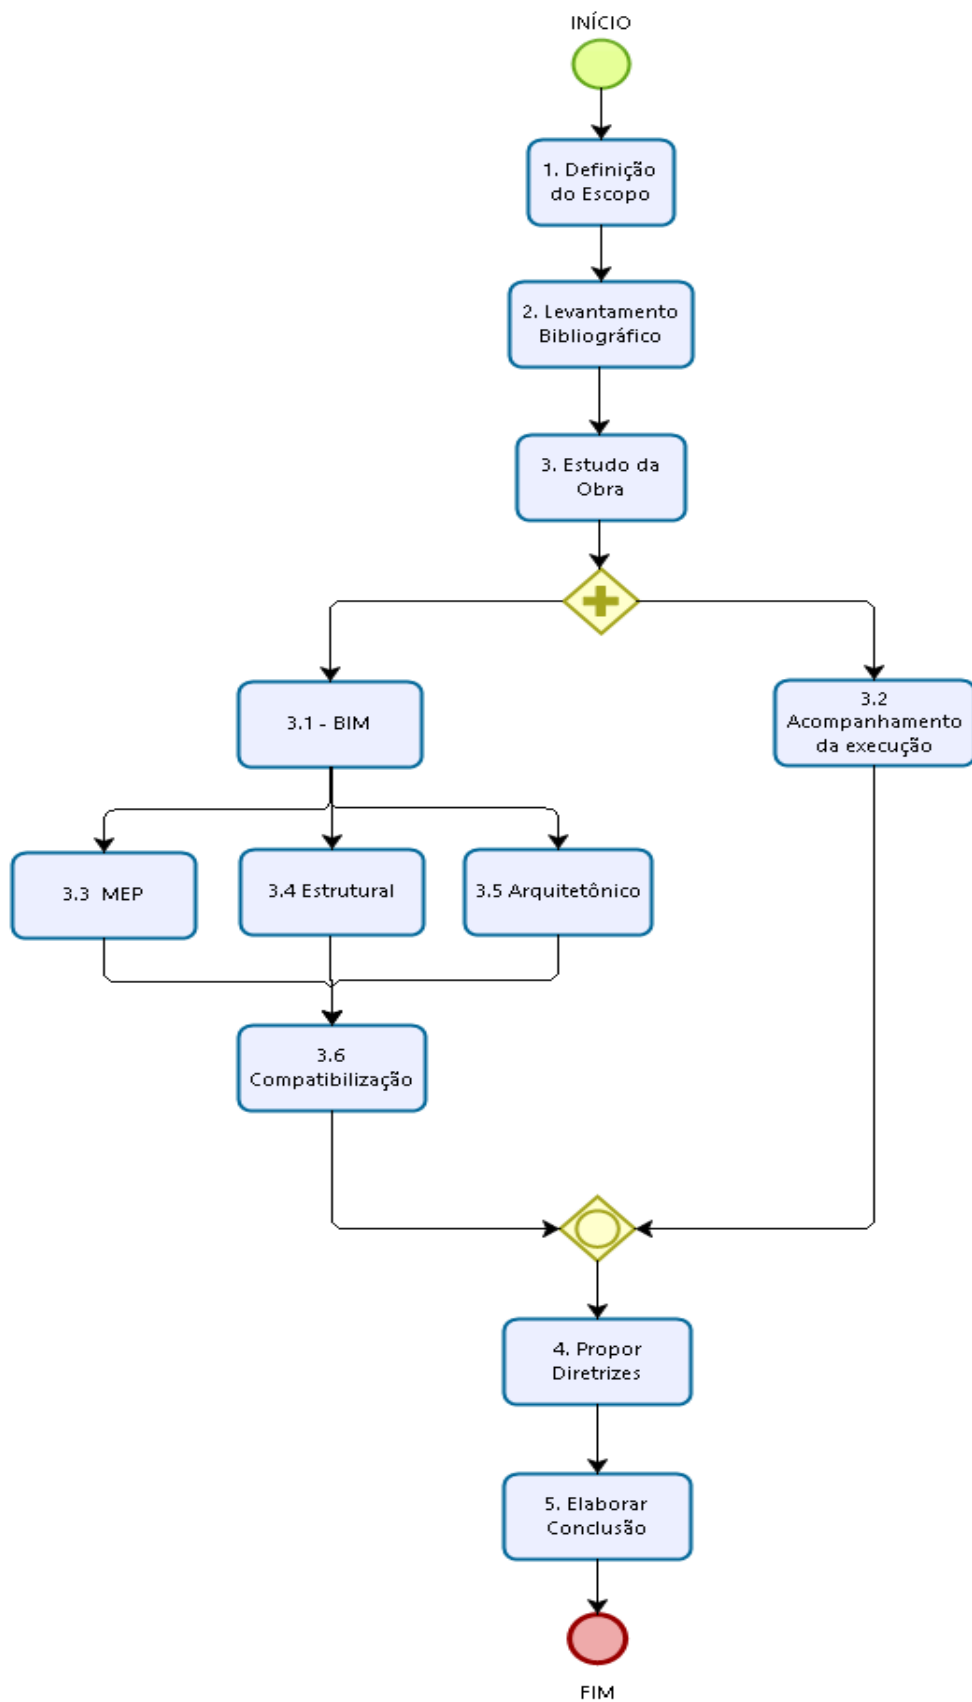 INÍCIO
1. Definição
do Escopo
2. Levantamento
Bibliográfico
3. Estudo da
Obra
3.1 - BIM
3.2
Acompanhamento
da execução
3.3  MEP
3.4 Estrutural
3.5 Arquitetônico
3.6
Compatibilização
4. Propor
Diretrizes
5. Elaborar
Conclusão
FIM